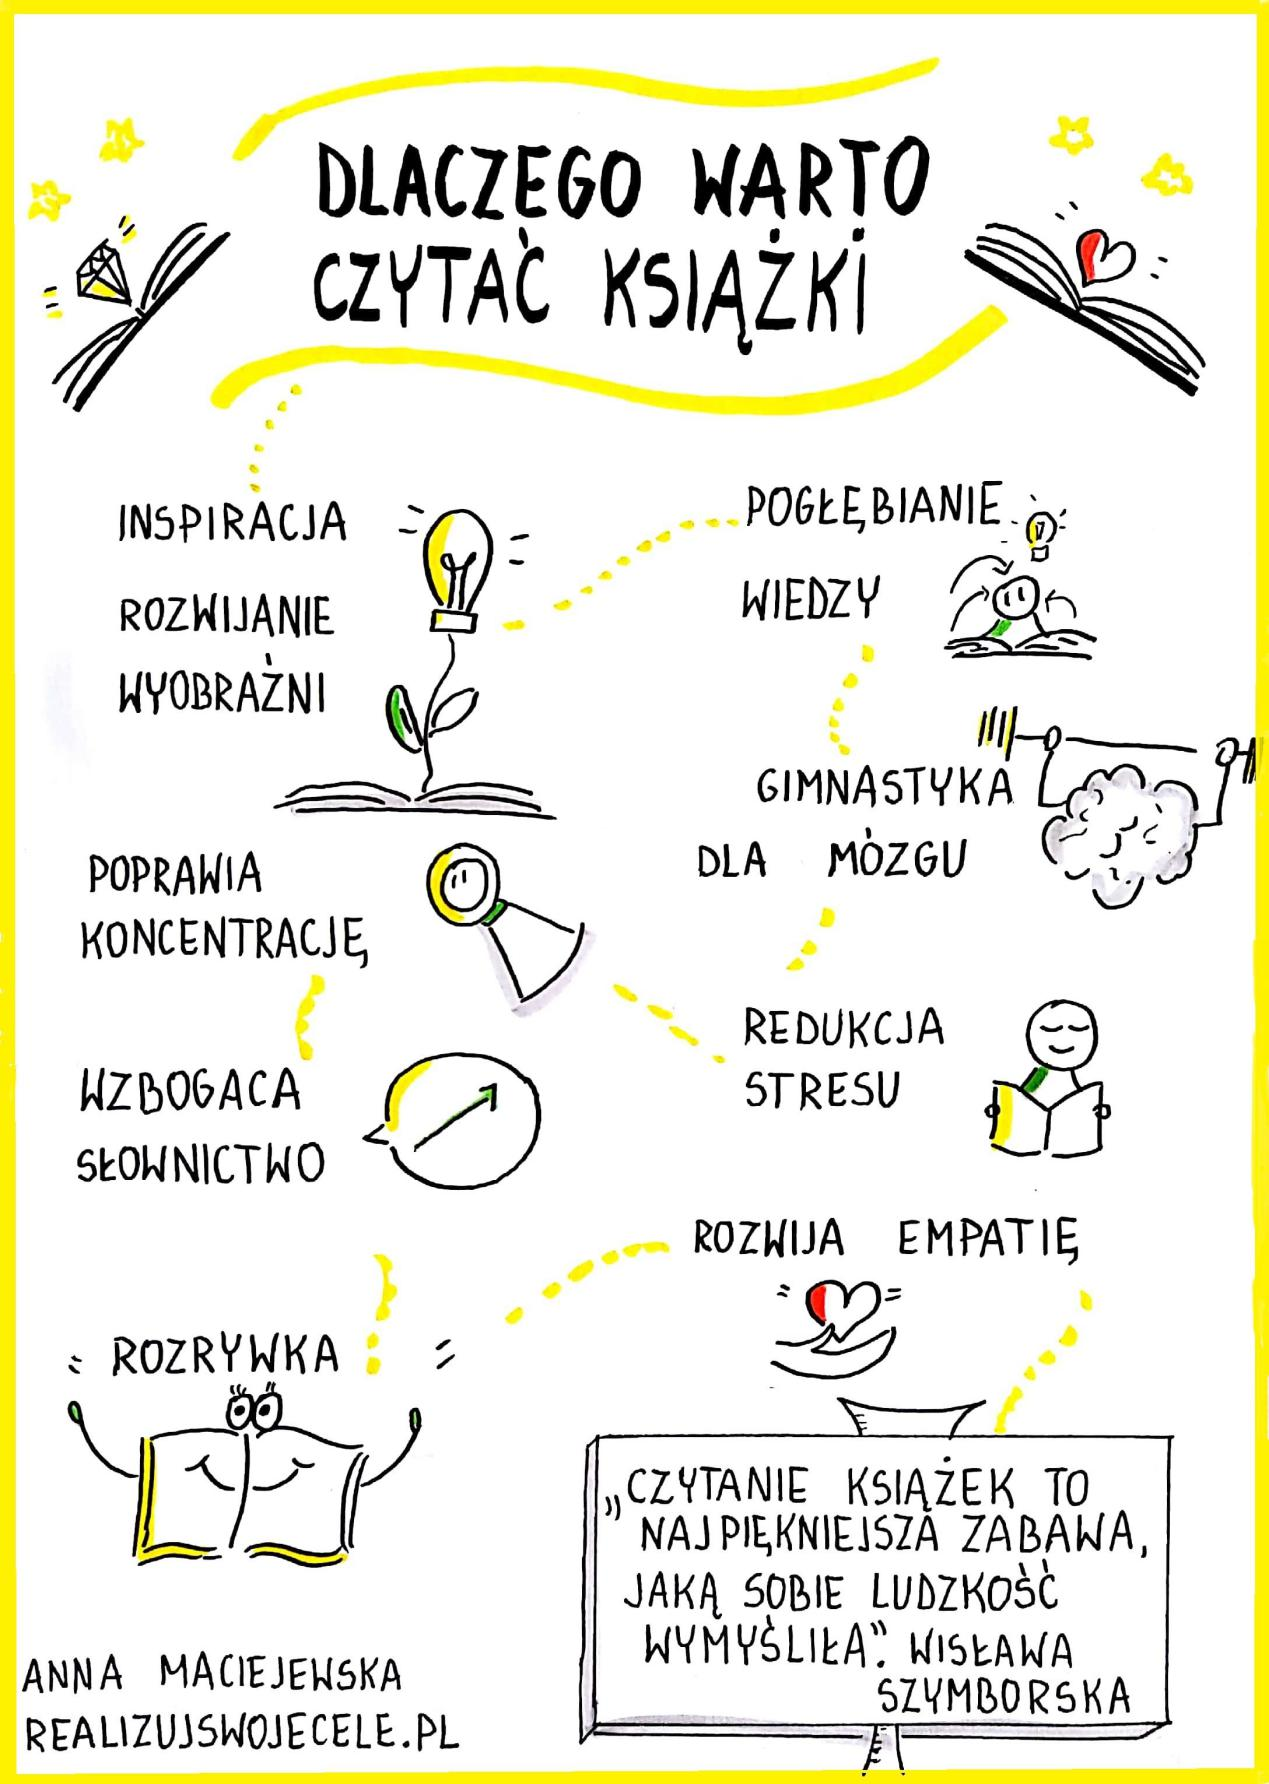 DLACZEGO WARTO
CZYTAĆ KSIĄŻKI
INSPIRACJA
ROZWIJANIE
WYOBRAŹNI
POGŁĘBIANIE
WIEDZY
GIMNASTYKA
DLA MÓZGU
POPRAWIA
KONCENTRACJĘ
REDUKCJA
STRESU
WZBOGACA
SŁOWNICTWO
ROZWIJA EMPATIĘ
ROZRYWKA
„CZYTANIE KSIĄŻEK TO
NAJPIĘKNIEJSZA ZABAWA,
JAKĄ SOBIE LUDZKOŚĆ
WYMYŚLIŁA”. WISŁAWA
SZYMBORSKA
ANNA MACIEJEWSKA
REALIZUJSWOJECELE.PL